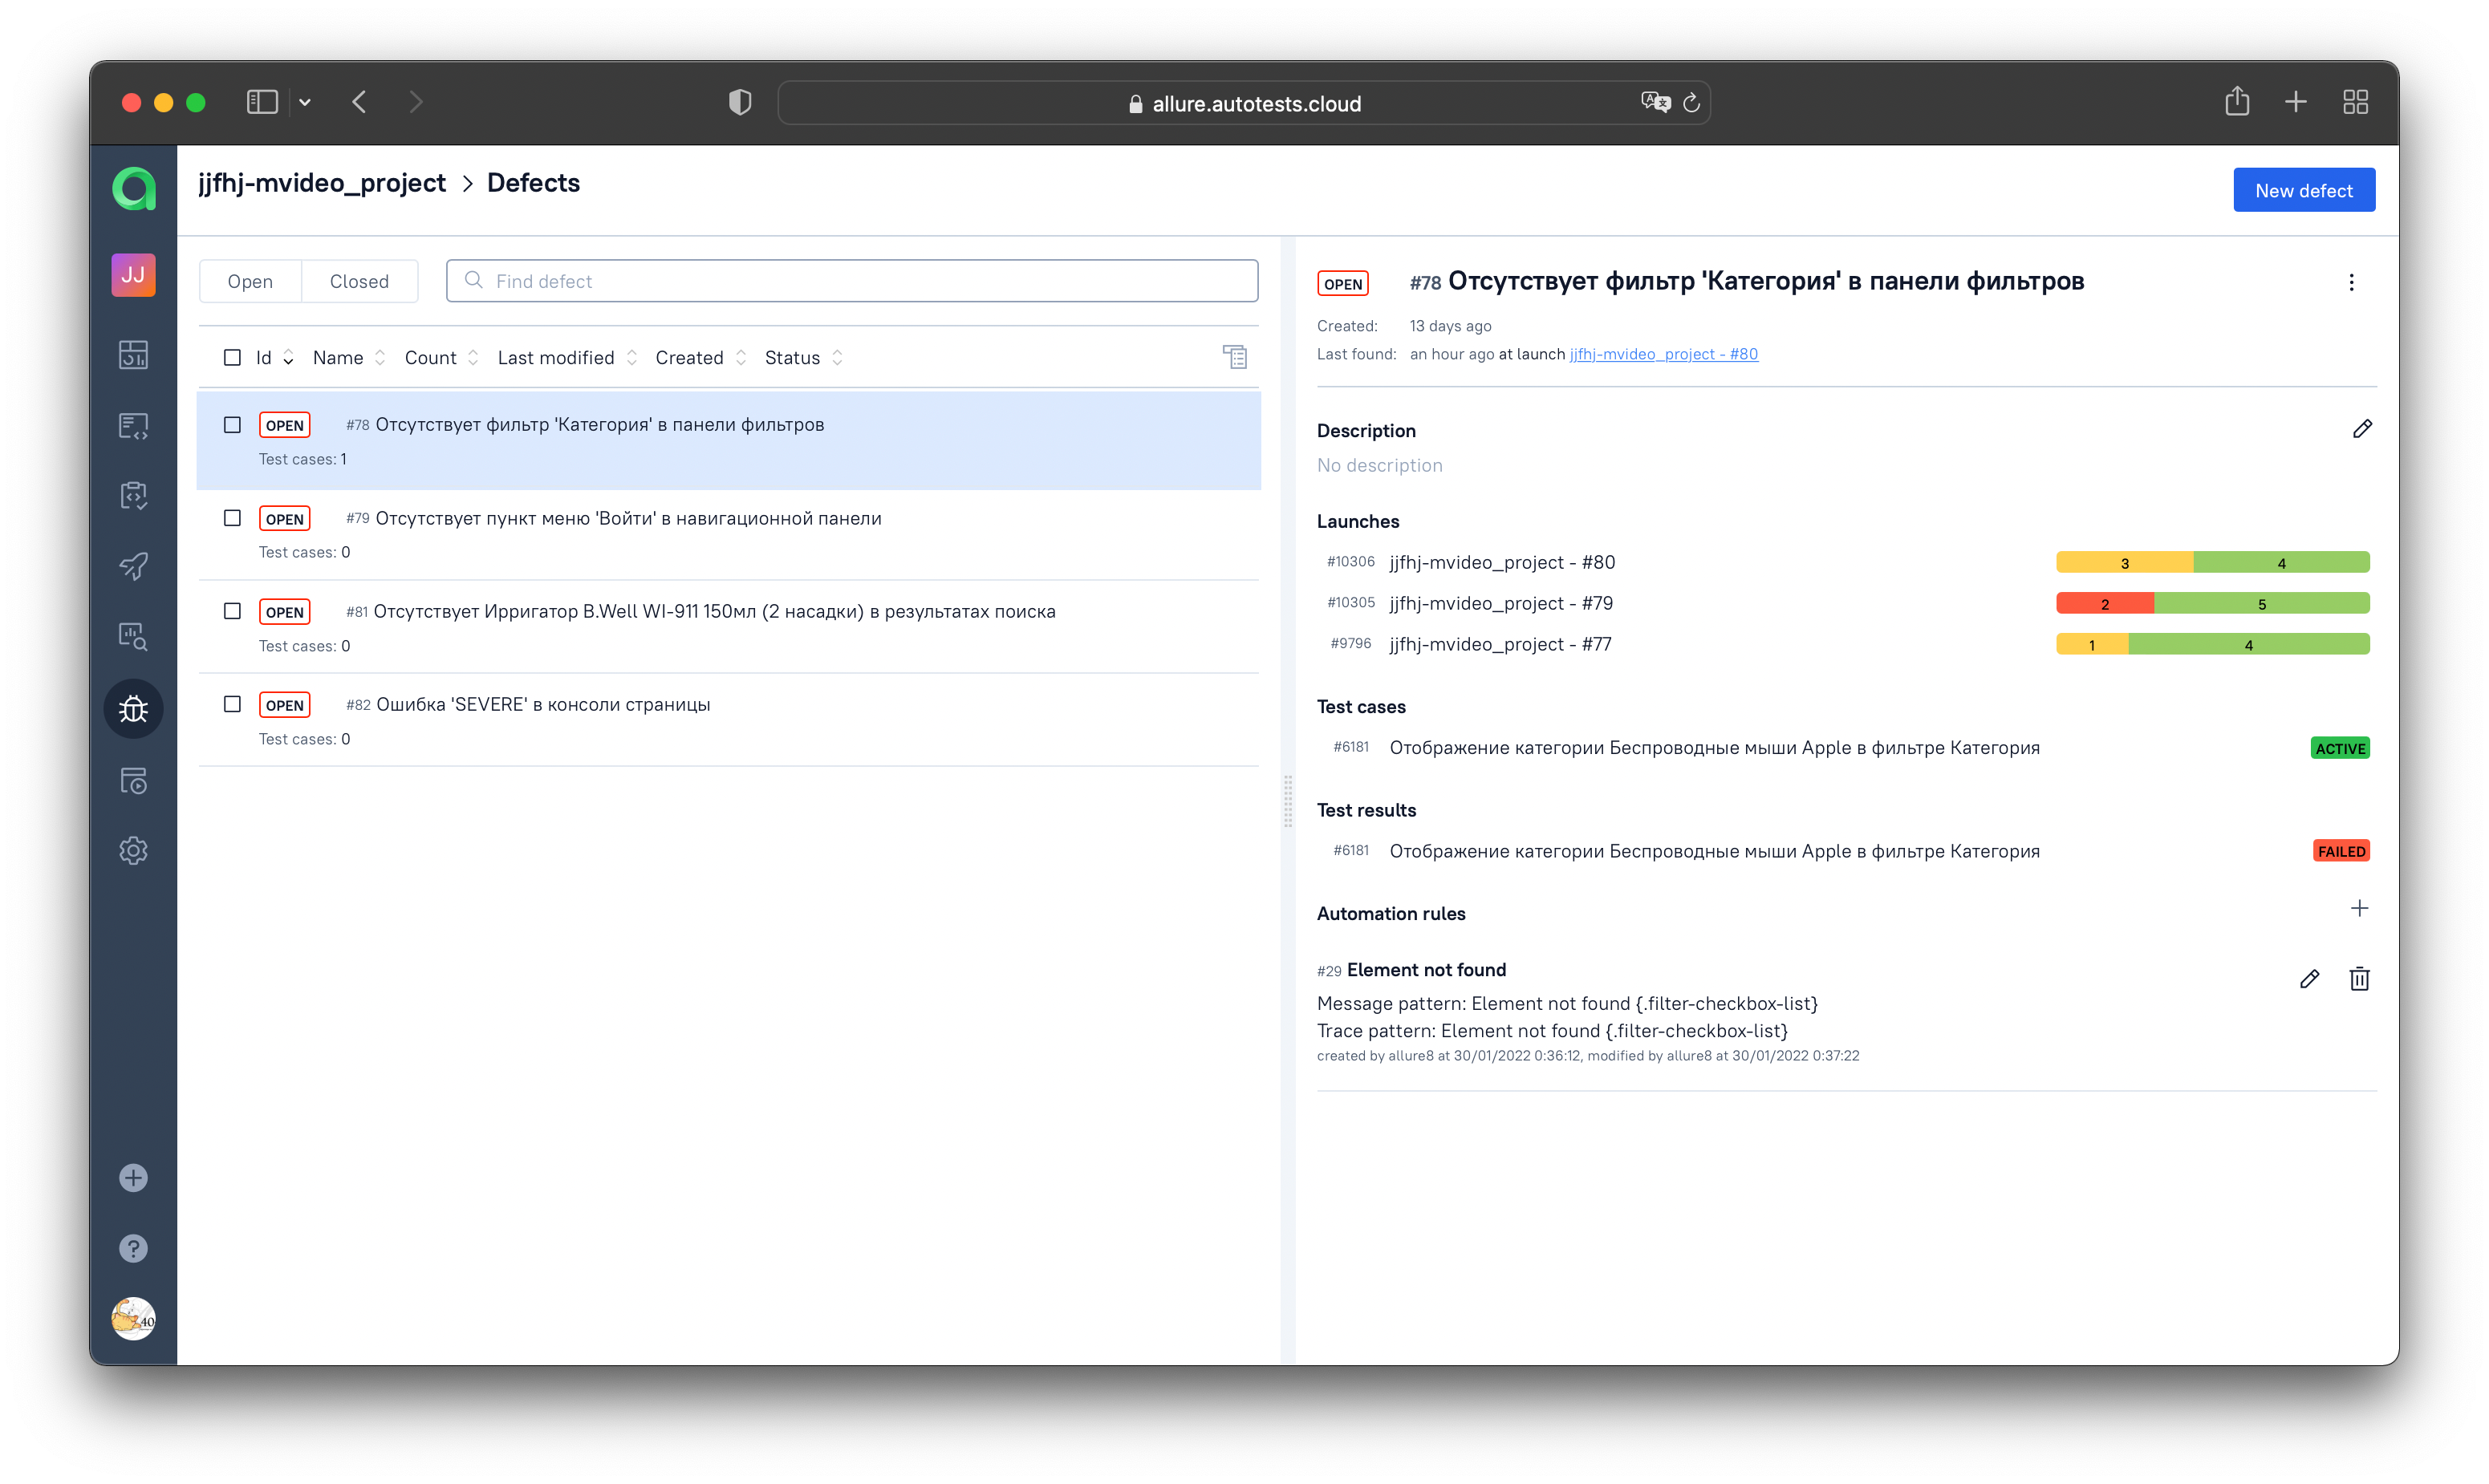 allure.autotests.cloud
jjfhj-mvideo_project > Defects
New defect
JJ
Open Closed Find defect
Id Name Count Last modified Created Status
OPEN #78 Отсутствует фильтр 'Категория' в панели фильтров
Test cases: 1
OPEN #79 Отсутствует пункт меню 'Войти' в навигационной панели
Test cases: 0
OPEN #81 Отсутствует Ирригатор B.Well WI-911 150мл (2 насадки) в результатах поиска
Test cases: 0
OPEN #82 Ошибка 'SEVERE' в консоли страницы
Test cases: 0
40
OPEN #78 Отсутствует фильтр 'Категория' в панели фильтров
Created: 13 days ago
Last found: an hour ago at launch jjfhj-mvideo_project - #80
Description
No description
Launches
#10306 jjfhj-mvideo_project - #80 3 4
#10305 jjfhj-mvideo_project - #79 2 5
#9796 jjfhj-mvideo_project - #77 1 4
Test cases
#6181 Отображение категории Беспроводные мыши Apple в фильтре Категория ACTIVE
Test results
#6181 Отображение категории Беспроводные мыши Apple в фильтре Категория FAILED
Automation rules
#29 Element not found
Message pattern: Element not found {.filter-checkbox-list}
Trace pattern: Element not found {.filter-checkbox-list}
created by allure8 at 30/01/2022 0:36:12, modified by allure8 at 30/01/2022 0:37:22